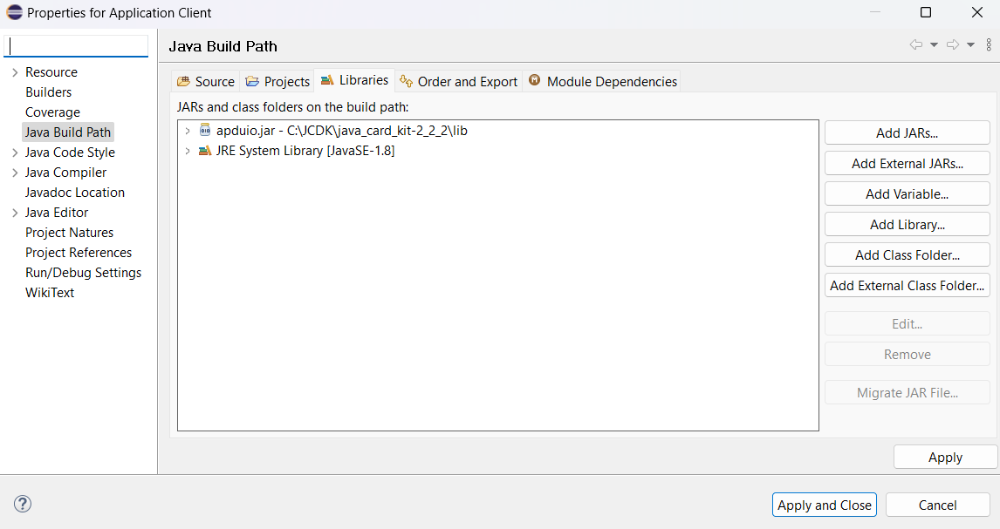 Properties for Application Client
Java Build Path
Resource
Builders
Coverage
Java Build Path
Java Code Style
Java Compiler
Javadoc Location
Java Editor
Project Natures
Project References
Run/Debug Settings
WikiText
Source Projects Libraries Order and Export Module Dependencies
JARs and class folders on the build path:
apduio.jar - C:\JCDK\java_card_kit-2_2_2\lib
JRE System Library [JavaSE-1.8]
Add JARs...
Add External JARs...
Add Variable...
Add Library...
Add Class Folder...
Add External Class Folder...
Edit...
Remove
Migrate JAR File...
Apply
Apply and Close Cancel